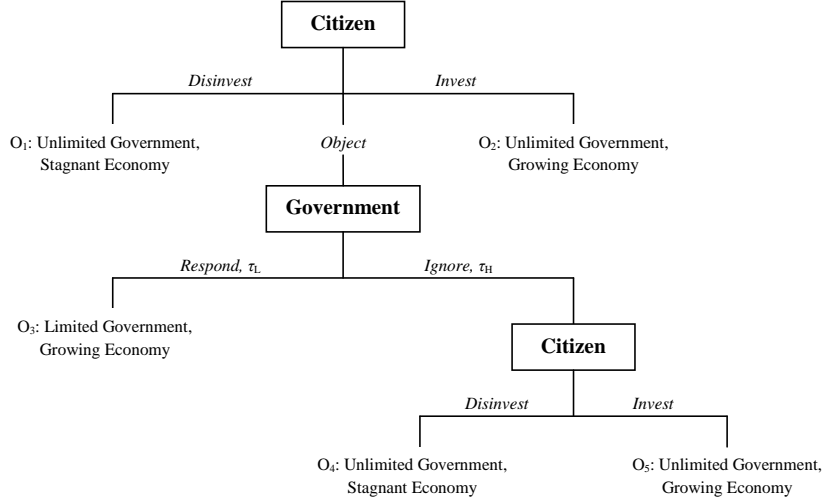 Citizen
Disinvest
Invest
O₁: Unlimited Government,
Stagnant Economy
Object
O₂: Unlimited Government,
Growing Economy
Government
Respond, τL
Ignore, τH
O₃: Limited Government,
Growing Economy
Citizen
Disinvest
Invest
O₄: Unlimited Government,
Stagnant Economy
O₅: Unlimited Government,
Growing Economy